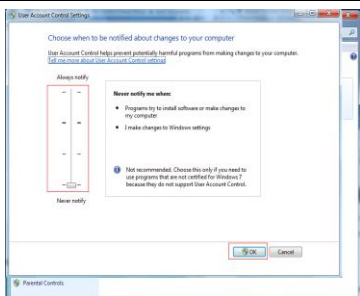 User Account Control Settings
Choose when to be notified about changes to your computer
User Account Control helps prevent potentially harmful programs from making changes to your computer.
Tell me more about User Account Control settings
Always notify
Never notify me when:
Programs try to install software or make changes to
my computer
I make changes to Windows settings
Not recommended. Choose this only if you need to
use programs that are not certified for Windows 7
because they do not support User Account Control.
Never notify
OK
Cancel
Parental Controls